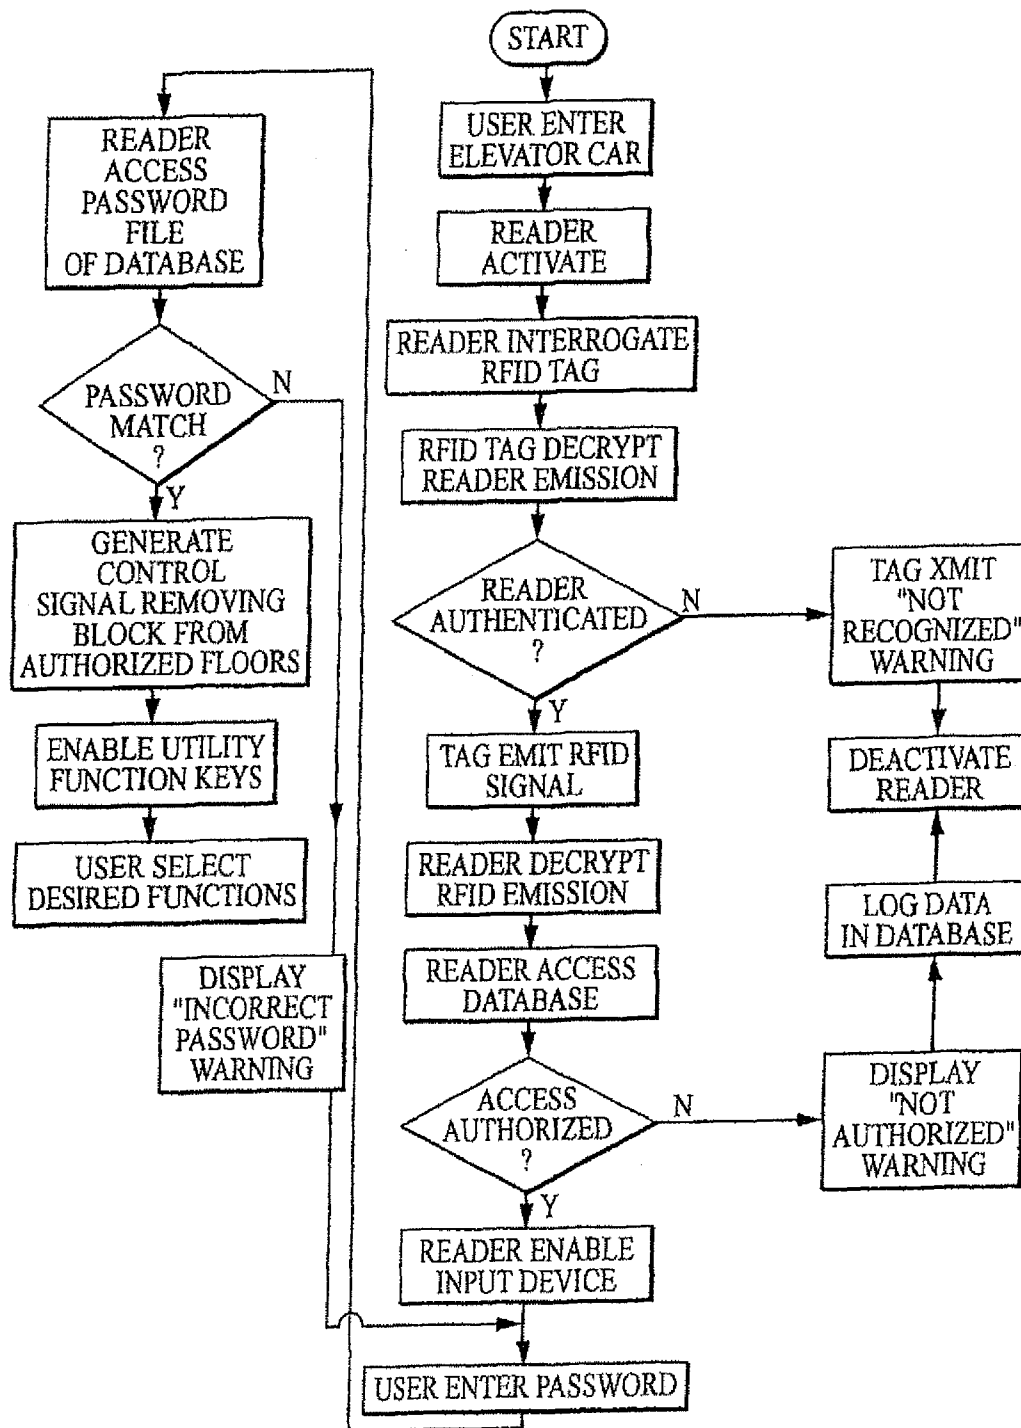 START
USER ENTER
ELEVATOR CAR
READER
ACTIVATE
READER INTERROGATE
RFID TAG
RFID TAG DECRYPT
READER EMISSION
READER
AUTHENTICATED
?
N
Y
TAG XMIT
"NOT
RECOGNIZED"
WARNING
DEACTIVATE
READER
TAG EMIT RFID
SIGNAL
READER DECRYPT
RFID EMISSION
READER ACCESS
DATABASE
ACCESS
AUTHORIZED
?
N
Y
DISPLAY
"NOT
AUTHORIZED"
WARNING
LOG DATA
IN DATABASE
READER ENABLE
INPUT DEVICE
USER ENTER PASSWORD
READER
ACCESS
PASSWORD
FILE
OF DATABASE
PASSWORD
MATCH
?
N
Y
GENERATE
CONTROL
SIGNAL REMOVING
BLOCK FROM
AUTHORIZED FLOORS
ENABLE UTILITY
FUNCTION KEYS
USER SELECT
DESIRED FUNCTIONS
DISPLAY
"INCORRECT
PASSWORD"
WARNING